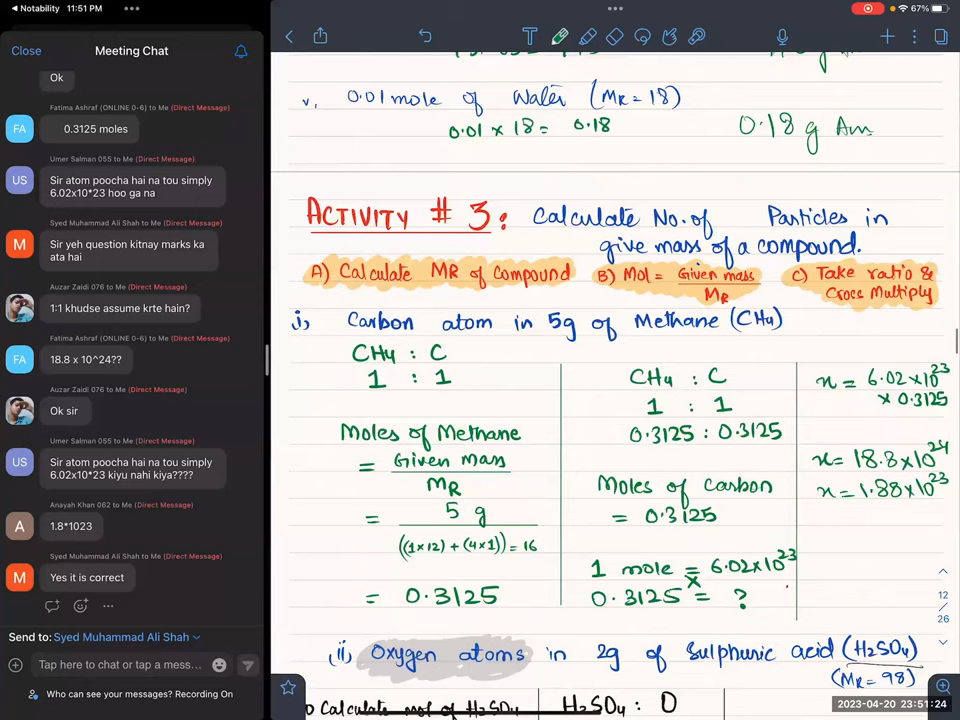 Notability 11:51 PM
67%
Close
Meeting Chat
Ok
Fatima Ashraf (ONLINE 0-6) to Me (Direct Message)
FA
0.3125 moles
Umer Salman 055 to Me (Direct Message)
US
Sir atom poocha hai na tou simply
6.02x10*23 hoo ga na
Syed Muhammad Ali Shah to Me (Direct Message)
M
Sir yeh question kitnay marks ka
ata hai
Auzar Zaidi 076 to Me (Direct Message)
1:1 khudse assume krte hain?
Fatima Ashraf (ONLINE 0-6) to Me (Direct Message)
FA
18.8 x 10^24??
Auzar Zaidi 076 to Me (Direct Message)
Ok sir
Umer Salman 055 to Me (Direct Message)
US
Sir atom poocha hai na tou simply
6.02x10*23 kiyu nahi kiya????
Anayah Khan 062 to Me (Direct Message)
A
1.8*1023
Syed Muhammad Ali Shah to Me (Direct Message)
M
Yes it is correct
Send to: Syed Muhammad Ali Shah
Tap here to chat or tap a mess...
Who can see your messages? Recording On
v. 0.01 mole of Water (MR = 18)
0.01 x 18 = 0.18
0.18 g Ans
ACTIVITY # 3: Calculate No. of Particles in
give mass of a compound.
A) Calculate MR of Compound
B) Mol = Given mass
MR
C) Take ratio &
Cross Multiply
i, Carbon atom in 5g of Methane (CH4)
CH4 : C
1 : 1
Moles of Methane
= Given Mass
MR
= 5 g
((1x12) + (4x1)) = 16
= 0.3125
CH4 : C
1 : 1
0.3125 : 0.3125
Moles of Carbon
= 0.3125
1 mole = 6.02x10^23
x
0.3125 = ?
x = 6.02x10^23
x 0.3125
x = 18.8x10^24
x = 1.88x10^23
12
/
26
(ii) Oxygen atoms in 2g of Sulphuric acid (H2SO4)
(MR = 98)
Calculate mol of H2SO4
H2SO4 : O
2023-04-20 23:51:24